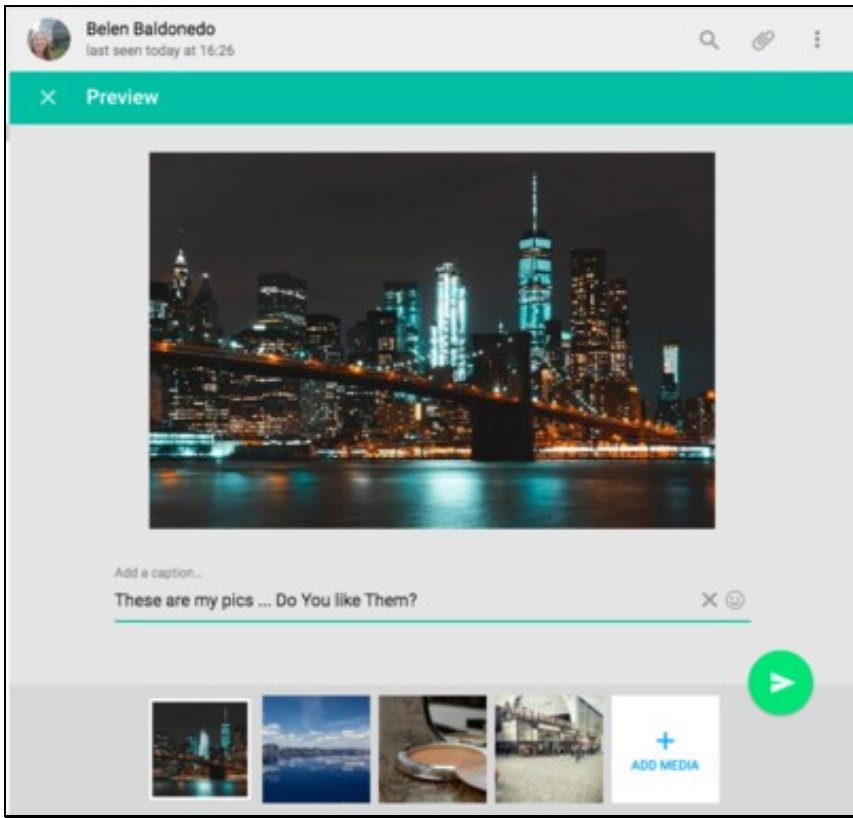 Belen Baldonedo
last seen today at 16:26
Preview
Add a caption...
These are my pics ... Do You like Them?
ADD MEDIA